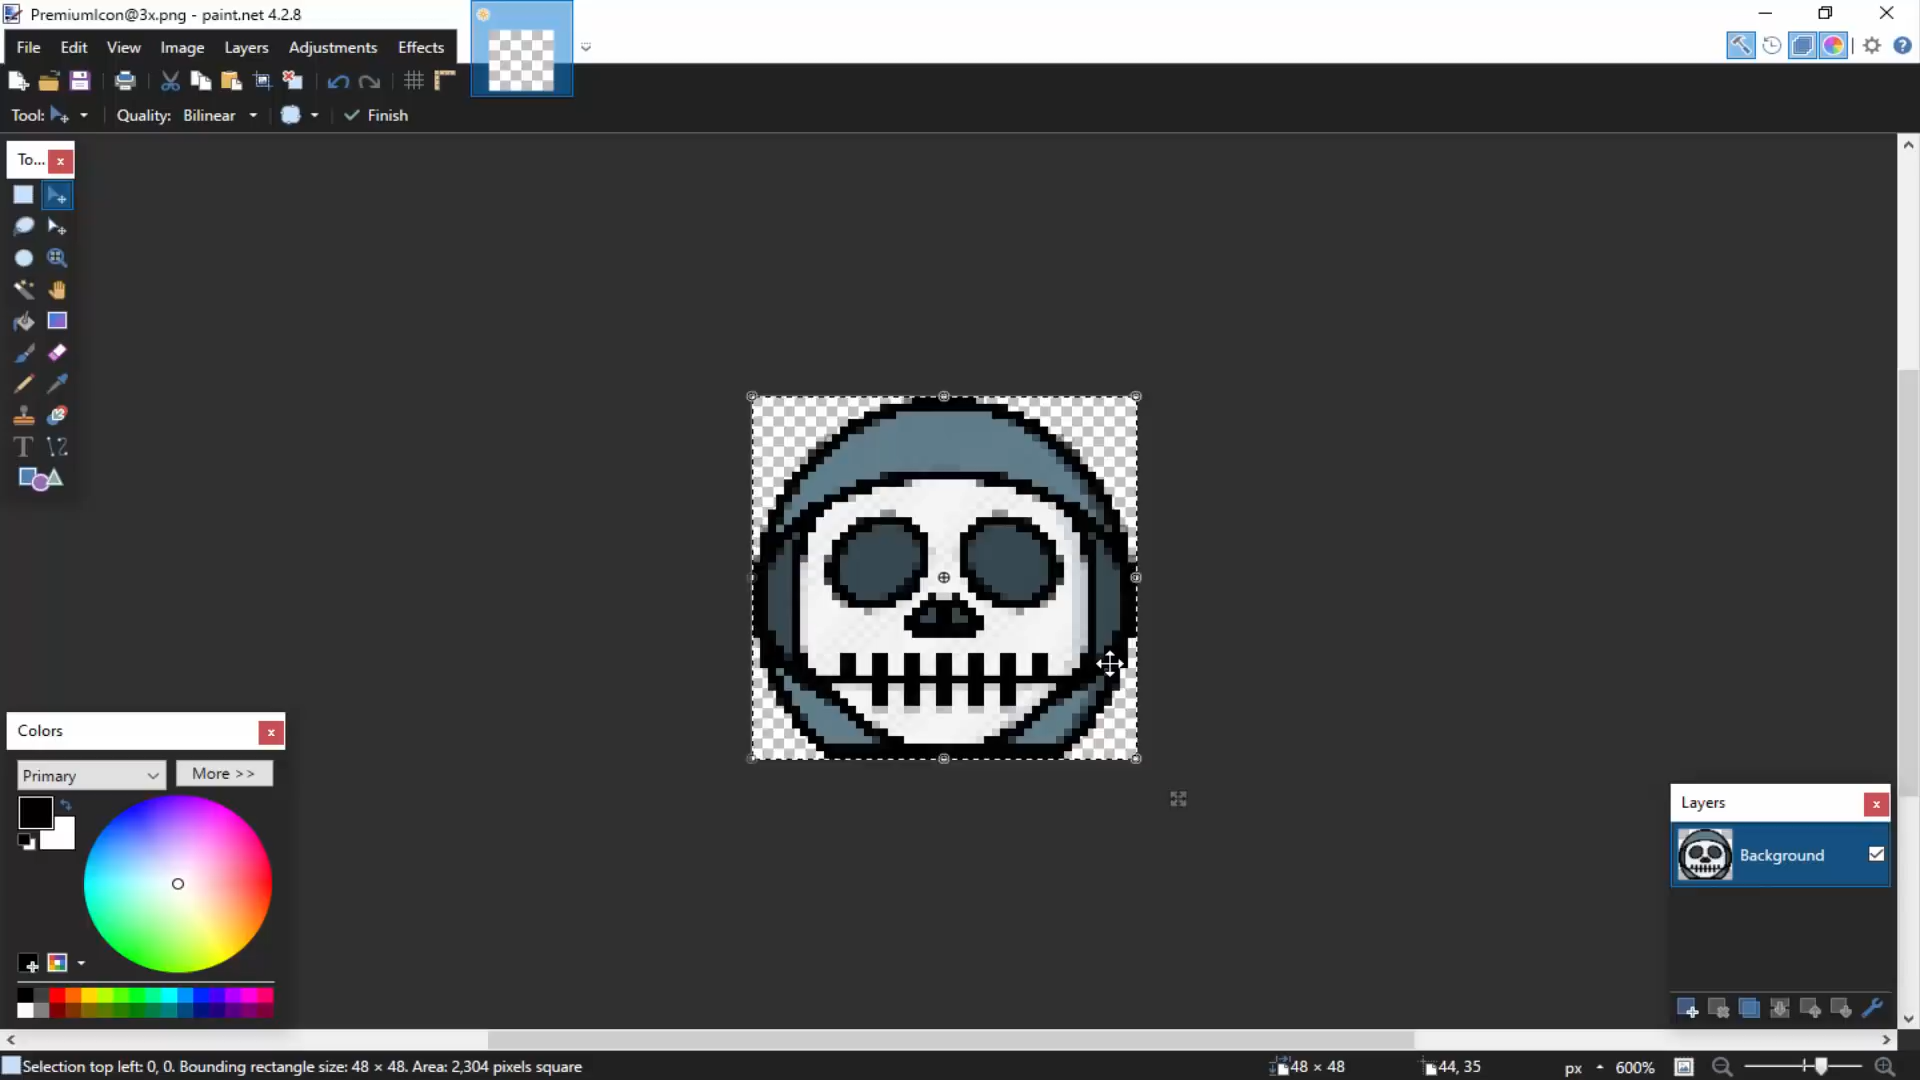 PremiumIcon@3x.png - paint.net 4.2.8
File Edit View Image Layers Adjustments Effects
Tool: Quality: Bilinear Finish
To... x
Colors x
Primary More >>
Layers x
Background
Selection top left: 0, 0. Bounding rectangle size: 48 × 48. Area: 2,304 pixels square 48 × 48 44, 35 px 600%